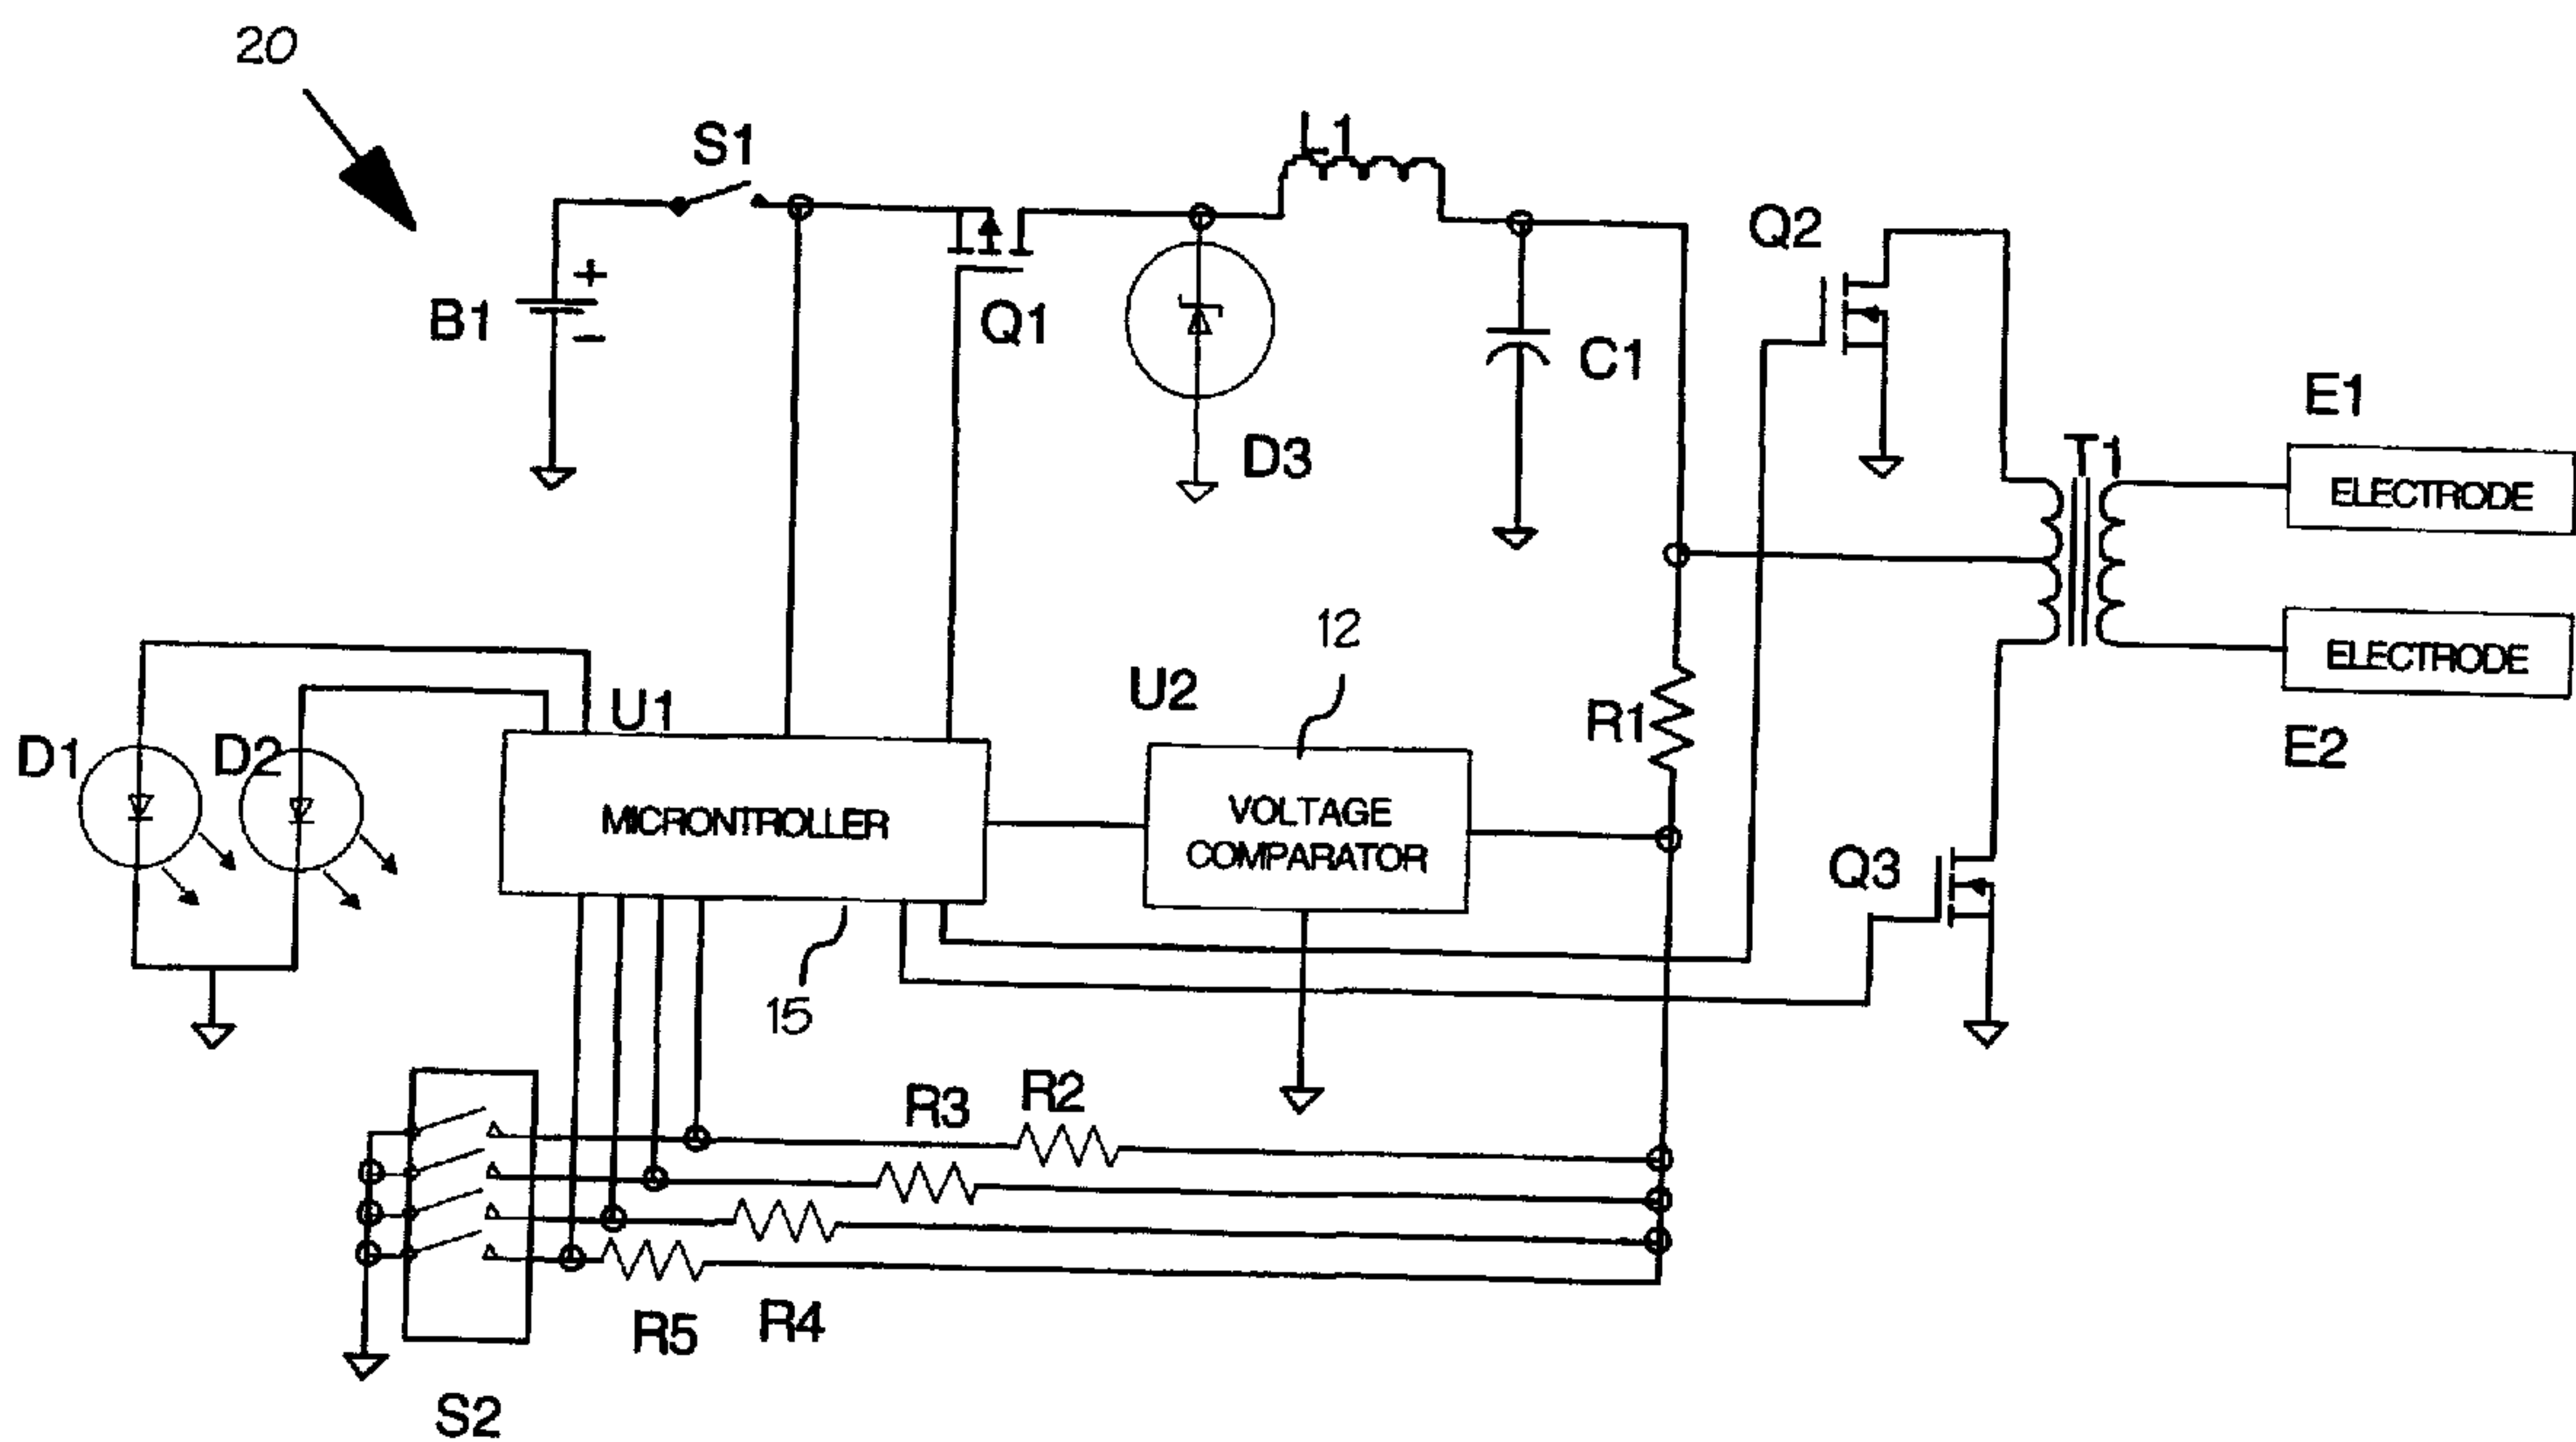 20
S1
L1
Q2
+
B1
−
Q1
C1
D3
E1
T1
ELECTRODE
12
U1
U2
R1
ELECTRODE
E2
D1
D2
MICRONTROLLER
VOLTAGE
COMPARATOR
Q3
15
R3
R2
R5
R4
S2